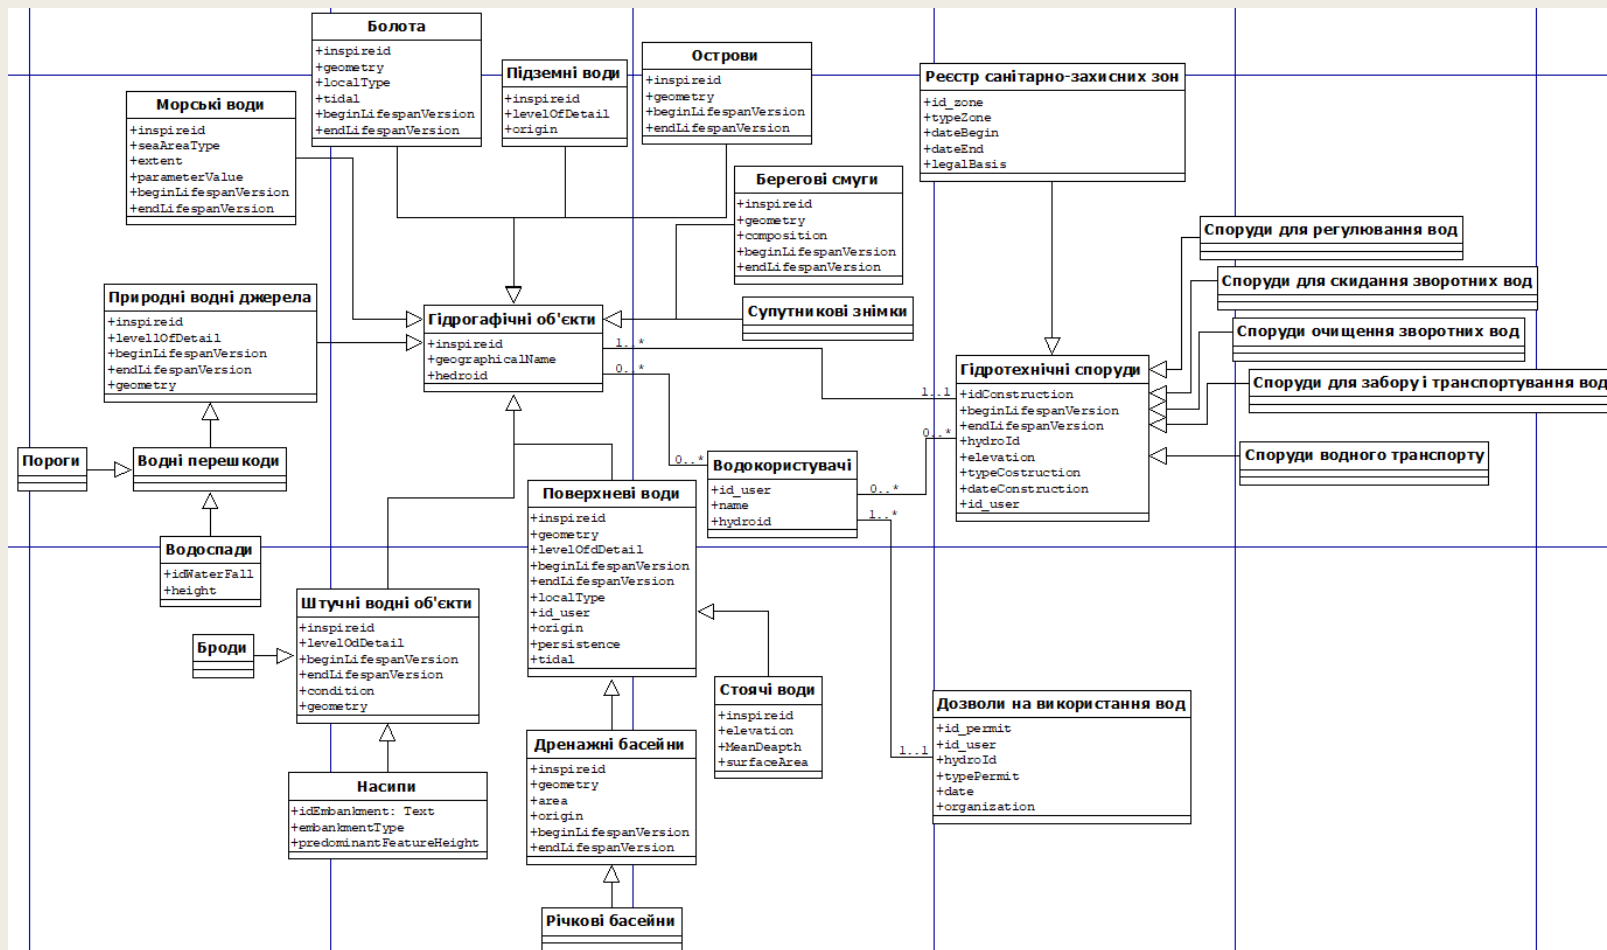 Болота
+inspireid
+geometry
+localType
+tidal
+beginLifespanVersion
+endLifespanVersion
Підземні води
+inspireid
+levelOfDetail
+origin
Острови
+inspireid
+geometry
+beginLifespanVersion
+endLifespanVersion
Реєстр санітарно-захисних зон
+id_zone
+typeZone
+dateBegin
+dateEnd
+legalBasis
Морські води
+inspireid
+seaAreaType
+extent
+parameterValue
+beginLifespanVersion
+endLifespanVersion
Берегові смуги
+inspireid
+geometry
+composition
+beginLifespanVersion
+endLifespanVersion
Споруди для регулювання вод
Споруди для скидання зворотних вод
Споруди очищення зворотних вод
Споруди для забору і транспортування вод
Споруди водного транспорту
Природні водні джерела
+inspireid
+levellOfDetail
+beginLifespanVersion
+endLifespanVersion
+geometry
Гідрогафічні об'єкти
+inspireid
+geographicalName
+hedroid
Супутникові знімки
1..*
0..*
1..1
0..*
Гідротехнічні споруди
+idConstruction
+beginLifespanVersion
+endLifespanVersion
+hydroId
+elevation
+typeCostruction
+dateConstruction
+id_user
Пороги
Водні перешкоди
Водоспади
+idWaterFall
+height
0..*
Водокористувачі
+id_user
+name
+hydroid
0..*
1..*
Поверхневі води
+inspireid
+geometry
+levelOfdDetail
+beginLifespanVersion
+endLifespanVersion
+localType
+id_user
+origin
+persistence
+tidal
Штучні водні об'єкти
+inspireid
+levelOdDetail
+beginLifespanVersion
+endLifespanVersion
+condition
+geometry
Броди
Стоячі води
+inspireid
+elevation
+MeanDeapth
+surfaceArea
1..1
Дозволи на використання вод
+id_permit
+id_user
+hydroId
+typePermit
+date
+organization
Насипи
+idEmbankment: Text
+embankmentType
+predominantFeatureHeight
Дренажні басейни
+inspireid
+geometry
+area
+origin
+beginLifespanVersion
+endLifespanVersion
Річкові басейни